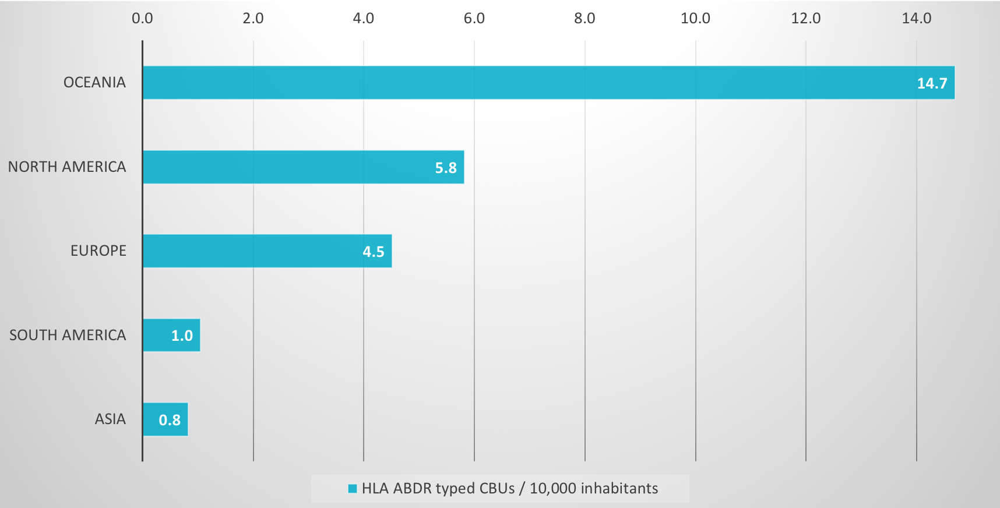 0.0 2.0 4.0 6.0 8.0 10.0 12.0 14.0
OCEANIA 14.7
NORTH AMERICA 5.8
EUROPE 4.5
SOUTH AMERICA 1.0
ASIA 0.8
HLA ABDR typed CBUs / 10,000 inhabitants